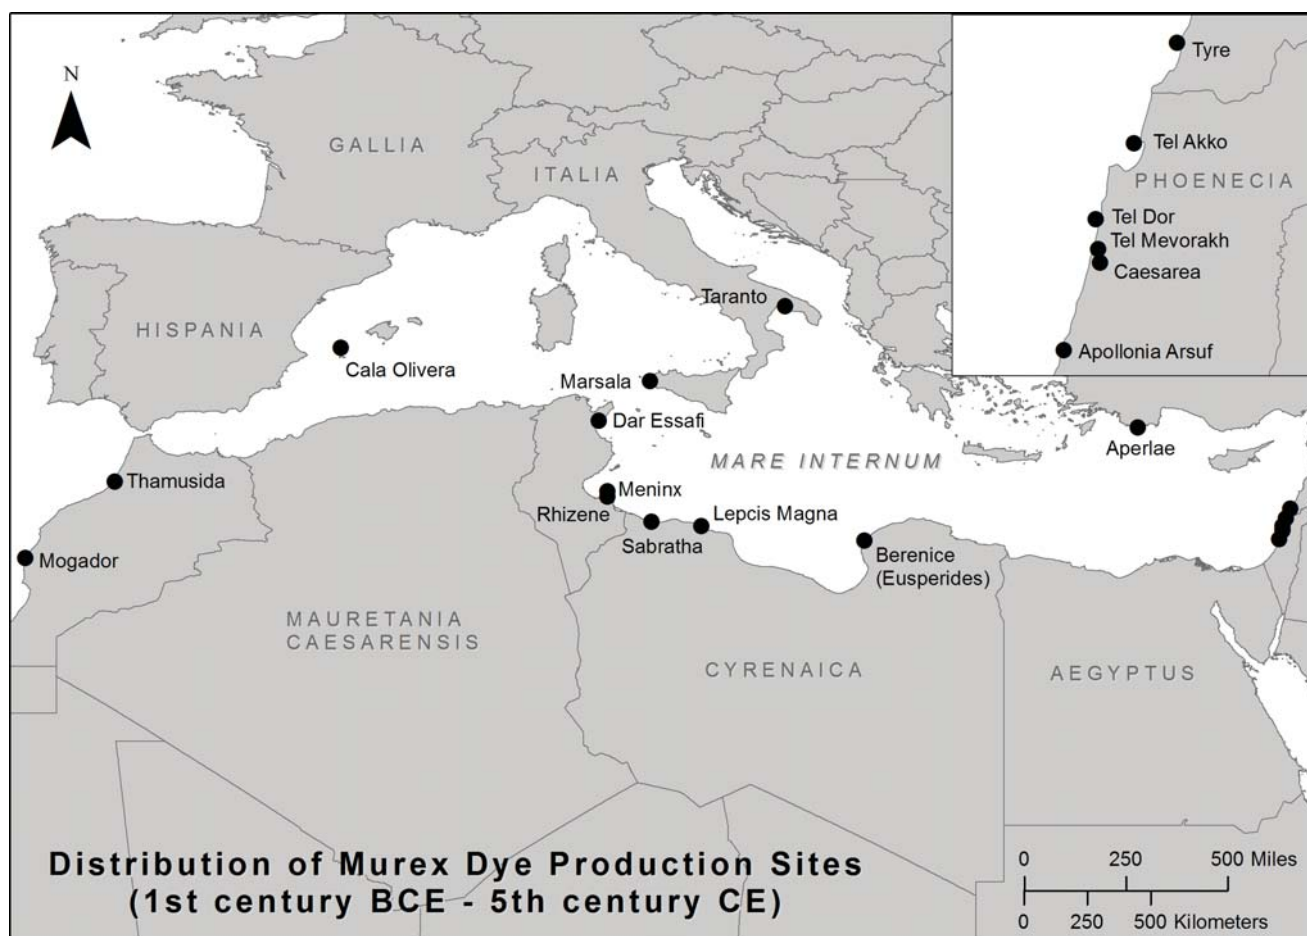 N
GALLIA
ITALIA
HISPANIA
Taranto
Cala Olivera
Marsala
Dar Essafi
MARE INTERNUM
Aperlae
Thamusida
Meninx
Rhizene
Lepcis Magna
Sabratha
Mogador
Berenice
(Eusperides)
MAURETANIA
CAESARENSIS
CYRENAICA
AEGYPTUS
Tyre
Tel Akko
PHOENECIA
Tel Dor
Tel Mevorakh
Caesarea
Apollonia Arsuf
Distribution of Murex Dye Production Sites
(1st century BCE - 5th century CE)
0 250 500 Miles
0 250 500 Kilometers